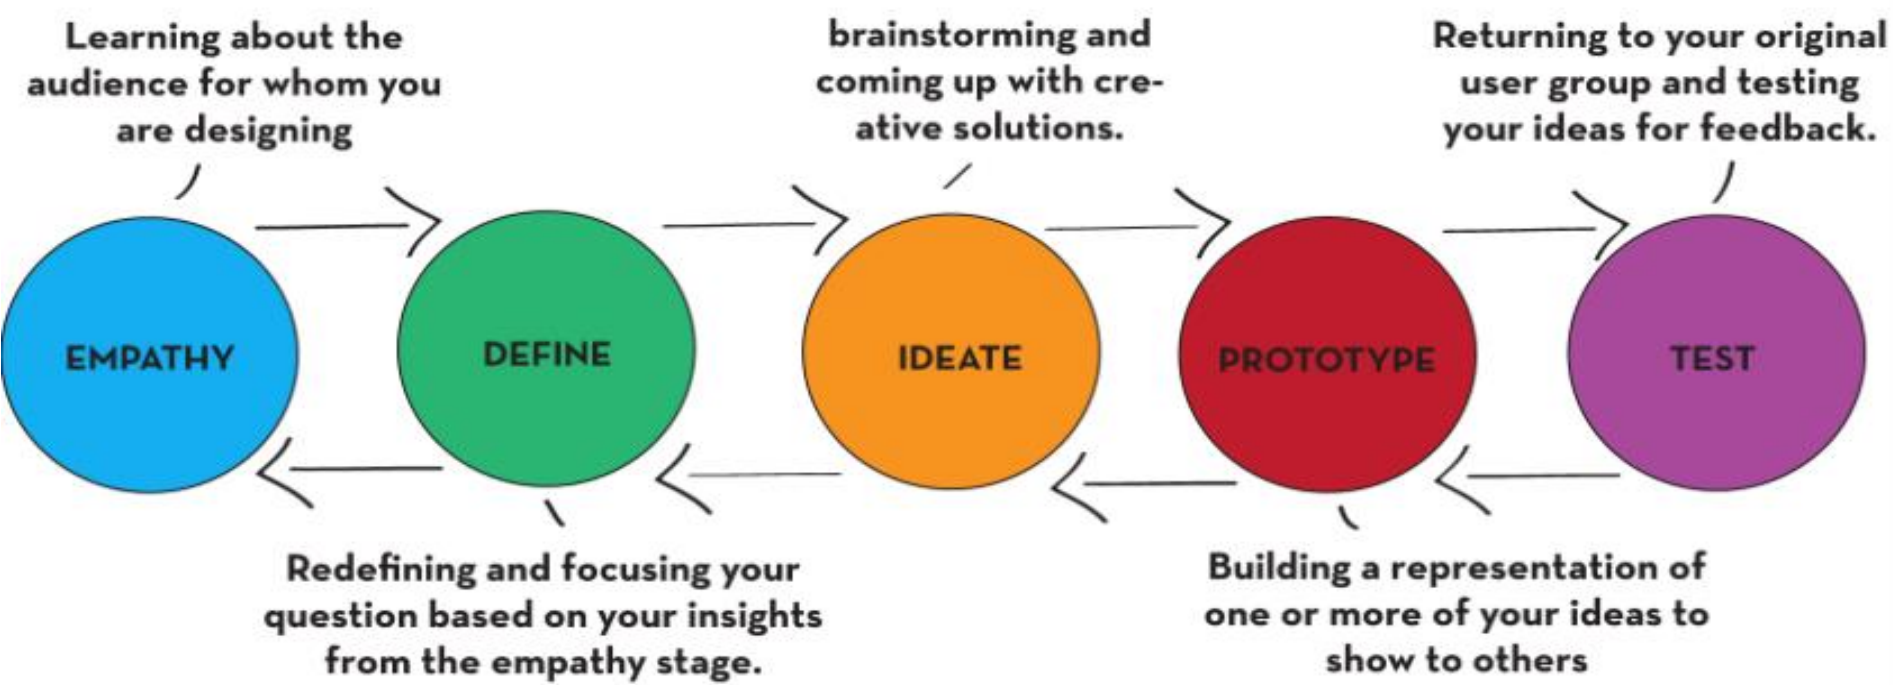 Learning about the
audience for whom you
are designing
brainstorming and
coming up with cre-
ative solutions.
Returning to your original
user group and testing
your ideas for feedback.
EMPATHY
DEFINE
IDEATE
PROTOTYPE
TEST
Redefining and focusing your
question based on your insights
from the empathy stage.
Building a representation of
one or more of your ideas to
show to others